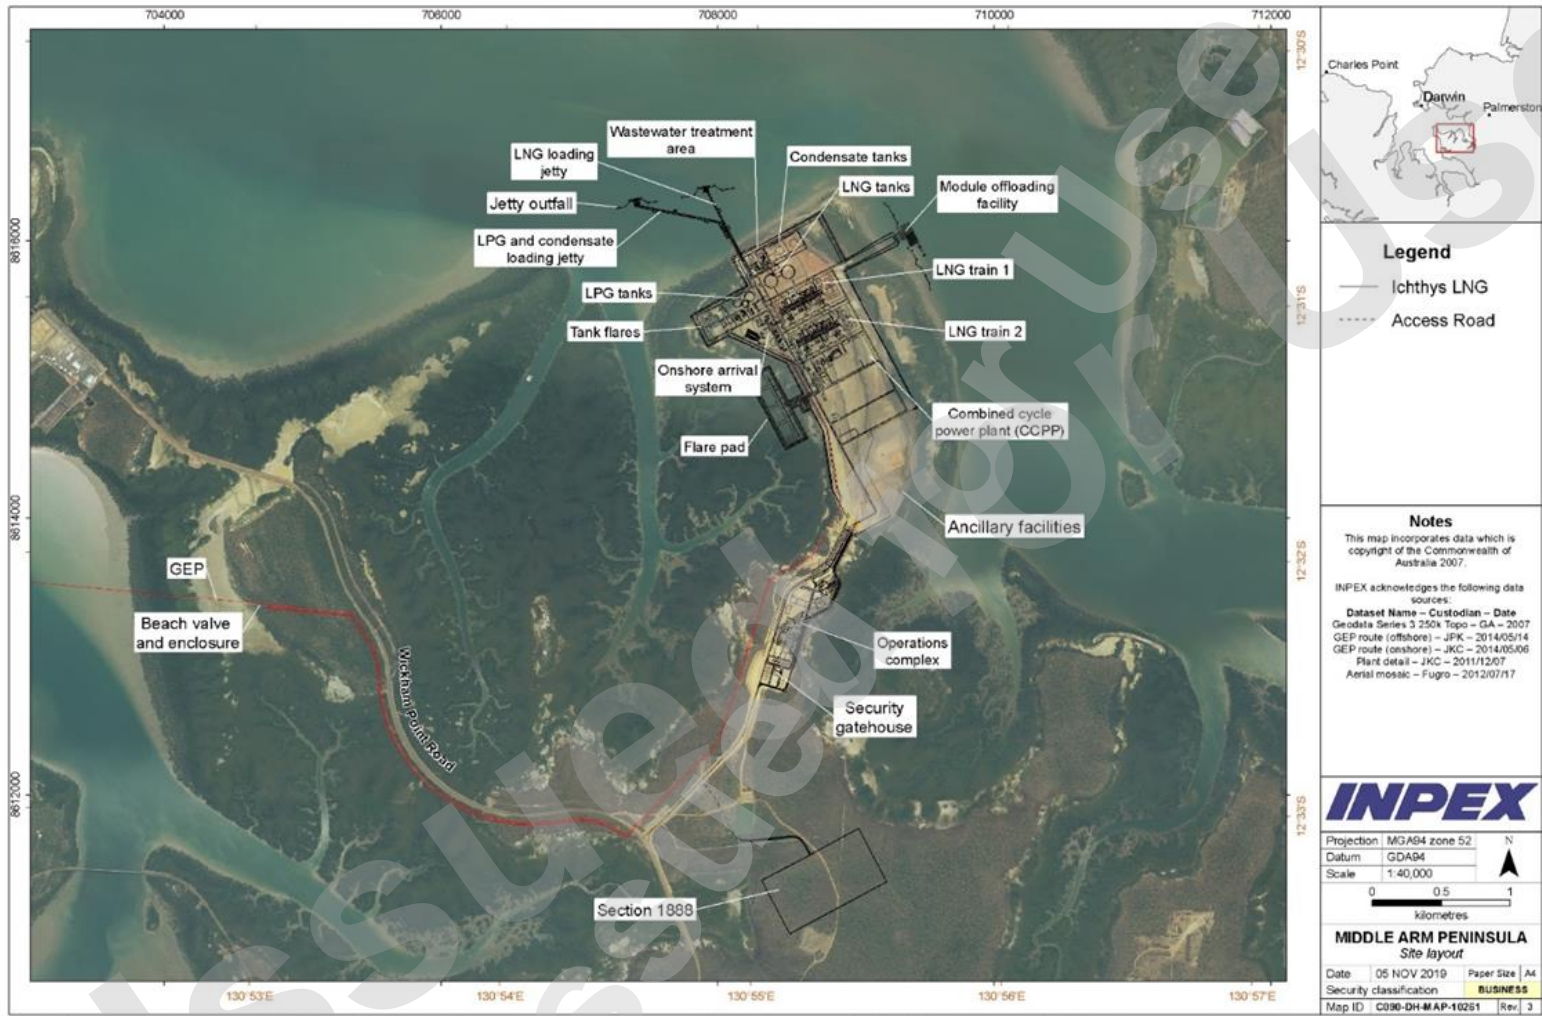 704000
706000
708000
710000
712000
12°30'S
Charles Point
Darwin
Palmerston
Wastewater treatment
area
LNG loading
jetty
Condensate tanks
LNG tanks
Module offloading
facility
Jetty outfall
8616000
LPG and condensate
loading jetty
LNG train 1
Legend
Ichthys LNG
Access Road
LPG tanks
12°31'S
Tank flares
LNG train 2
Onshore arrival
system
Combined cycle
power plant (CCPP)
Flare pad
8614000
Ancillary facilities
12°32'S
GEP
Beach valve
and enclosure
Operations
complex
Wickham Point Road
Security
gatehouse
8612000
12°33'S
Section 1888
130°53'E
130°54'E
130°55'E
130°56'E
130°57'E
Notes
This map incorporates data which is
copyright of the Commonwealth of
Australia 2007.
INPEX acknowledges the following data
sources:
Dataset Name – Custodian – Date
Geodata Series 3 250k Topo – GA – 2007
GEP route (offshore) – JPK – 2014/05/14
GEP route (onshore) – JKC – 2014/05/06
Plant detail – JKC – 2011/12/07
Aerial mosaic – Fugro – 2012/07/17
INPEX
Projection MGA94 zone 52
Datum GDA94
Scale 1:40,000
N
0 0.5 1
kilometres
MIDDLE ARM PENINSULA
Site layout
Date 05 NOV 2019 Paper Size A4
Security classification BUSINESS
Map ID C090-DH-MAP-10261 Rev. 3